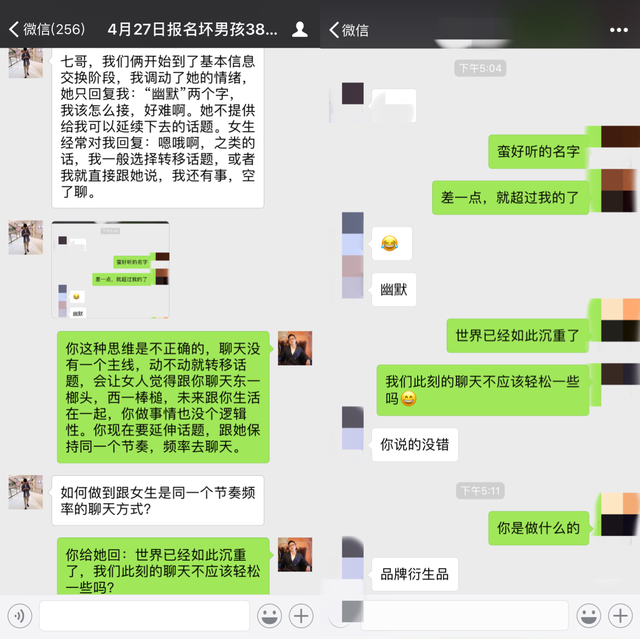 微信(256)
4月27日报名坏男孩38...
七哥，我们俩开始到了基本信息
交换阶段，我调动了她的情绪，
她只回复我：“幽默”两个字，
我该怎么接，好难啊。她不提供
给我可以延续下去的话题。女生
经常对我回复：嗯哦啊，之类的
话，我一般选择转移话题，或者
我就直接跟她说，我还有事，空
了聊。
蛮好听的名字
差一点，就超过我的了
幽默
你这种思维是不正确的，聊天没
有一个主线，动不动就转移话
题，会让女人觉得跟你聊天东一
榔头，西一棒槌，未来跟你生活
在一起，你做事情也没个逻辑
性。你现在要延伸话题，跟她保
持同一个节奏，频率去聊天。
如何做到跟女生是同一个节奏频
率的聊天方式？
你给她回：世界已经如此沉重
了，我们此刻的聊天不应该轻松
一些吗？
微信
下午5:04
蛮好听的名字
差一点，就超过我的了
😂
幽默
世界已经如此沉重了
我们此刻的聊天不应该轻松一些
吗😄
你说的没错
下午5:11
你是做什么的
品牌衍生品